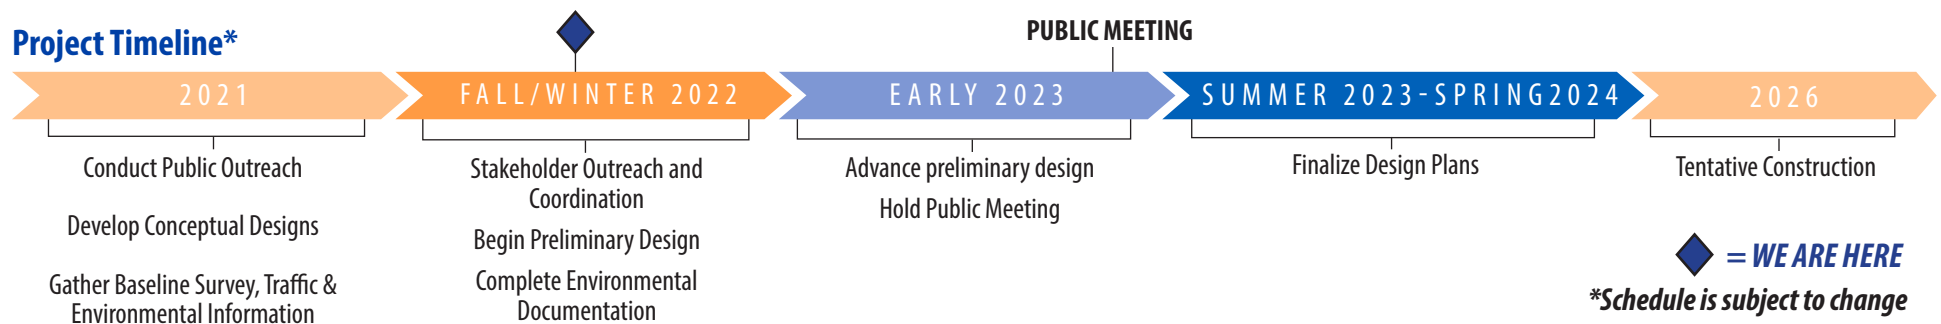 Project Timeline*
PUBLIC MEETING
2021
FALL/WINTER 2022
EARLY 2023
SUMMER 2023-SPRING2024
2026
Conduct Public Outreach
Develop Conceptual Designs
Gather Baseline Survey, Traffic &
Environmental Information
Stakeholder Outreach and
Coordination
Begin Preliminary Design
Complete Environmental
Documentation
Advance preliminary design
Hold Public Meeting
Finalize Design Plans
Tentative Construction
= WE ARE HERE
*Schedule is subject to change